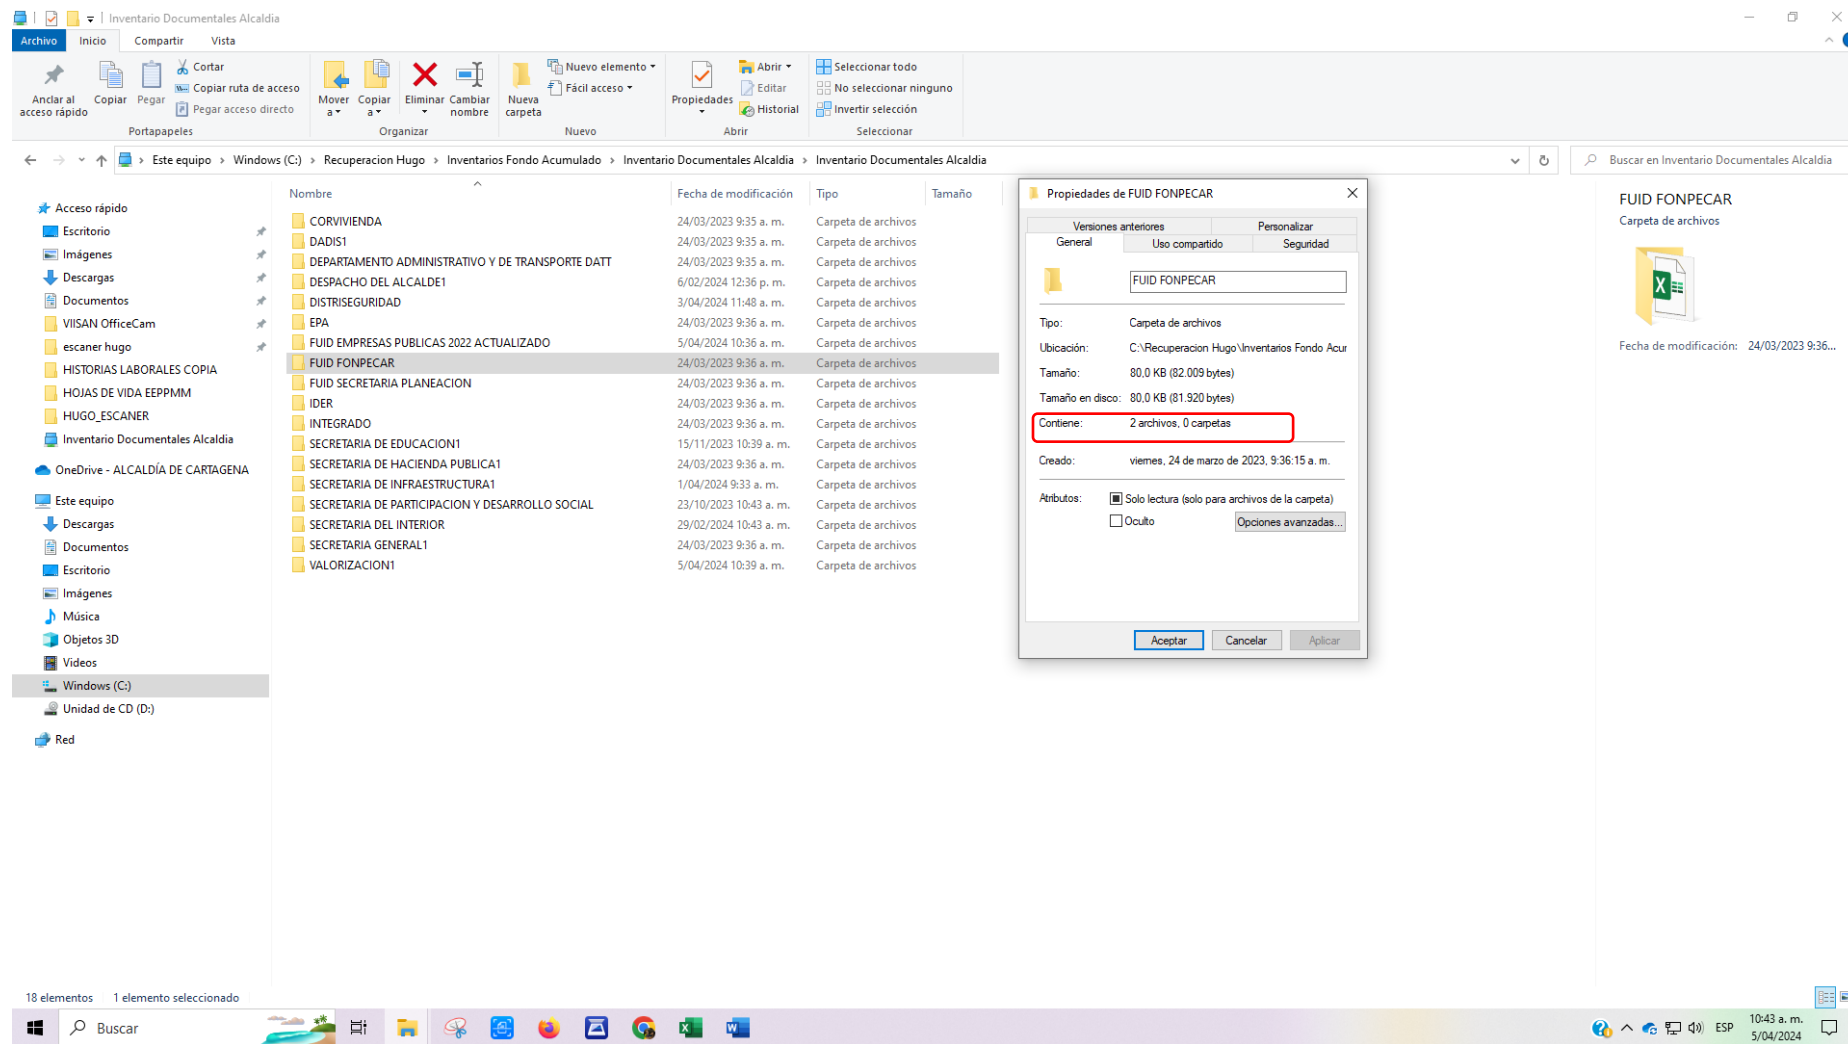 Inventario Documentales Alcaldia
Archivo Inicio Compartir Vista
Anclar al acceso rápido
Copiar
Pegar
Cortar
Copiar ruta de acceso
Pegar acceso directo
Portapapeles
Mover a
Copiar a
Eliminar
Cambiar nombre
Organizar
Nueva carpeta
Nuevo elemento
Fácil acceso
Nuevo
Propiedades
Abrir
Editar
Historial
Abrir
Seleccionar todo
No seleccionar ninguno
Invertir selección
Seleccionar
Este equipo › Windows (C:) › Recuperacion Hugo › Inventarios Fondo Acumulado › Inventario Documentales Alcaldia › Inventario Documentales Alcaldia
Buscar en Inventario Documentales Alcaldia
Acceso rápido
Escritorio
Imágenes
Descargas
Documentos
VIISAN OfficeCam
escaner hugo
HISTORIAS LABORALES COPIA
HOJAS DE VIDA EEPPMM
HUGO_ESCANER
Inventario Documentales Alcaldia
OneDrive - ALCALDÍA DE CARTAGENA
Este equipo
Descargas
Documentos
Escritorio
Imágenes
Música
Objetos 3D
Videos
Windows (C:)
Unidad de CD (D:)
Red
Nombre Fecha de modificación Tipo Tamaño
CORVIVIENDA 24/03/2023 9:35 a. m. Carpeta de archivos
DADIS1 24/03/2023 9:35 a. m. Carpeta de archivos
DEPARTAMENTO ADMINISTRATIVO Y DE TRANSPORTE DATT 24/03/2023 9:35 a. m. Carpeta de archivos
DESPACHO DEL ALCALDE1 6/02/2024 12:36 p. m. Carpeta de archivos
DISTRISEGURIDAD 3/04/2024 11:48 a. m. Carpeta de archivos
EPA 24/03/2023 9:36 a. m. Carpeta de archivos
FUID EMPRESAS PUBLICAS 2022 ACTUALIZADO 5/04/2024 10:36 a. m. Carpeta de archivos
FUID FONPECAR 24/03/2023 9:36 a. m. Carpeta de archivos
FUID SECRETARIA PLANEACION 24/03/2023 9:36 a. m. Carpeta de archivos
IDER 24/03/2023 9:36 a. m. Carpeta de archivos
INTEGRADO 24/03/2023 9:36 a. m. Carpeta de archivos
SECRETARIA DE EDUCACION1 15/11/2023 10:39 a. m. Carpeta de archivos
SECRETARIA DE HACIENDA PUBLICA1 24/03/2023 9:36 a. m. Carpeta de archivos
SECRETARIA DE INFRAESTRUCTURA1 1/04/2024 9:33 a. m. Carpeta de archivos
SECRETARIA DE PARTICIPACION Y DESARROLLO SOCIAL 23/10/2023 10:43 a. m. Carpeta de archivos
SECRETARIA DEL INTERIOR 29/02/2024 10:43 a. m. Carpeta de archivos
SECRETARIA GENERAL1 24/03/2023 9:36 a. m. Carpeta de archivos
VALORIZACION1 5/04/2024 10:39 a. m. Carpeta de archivos
Propiedades de FUID FONPECAR
Versiones anteriores Personalizar
General Uso compartido Seguridad
FUID FONPECAR
Tipo: Carpeta de archivos
Ubicación: C:\Recuperacion Hugo\Inventarios Fondo Acur
Tamaño: 80,0 KB (82.009 bytes)
Tamaño en disco: 80,0 KB (81.920 bytes)
Contiene: 2 archivos, 0 carpetas
Creado: viernes, 24 de marzo de 2023, 9:36:15 a. m.
Atributos: Solo lectura (solo para archivos de la carpeta)
Oculto Opciones avanzadas...
Aceptar Cancelar Aplicar
FUID FONPECAR
Carpeta de archivos
Fecha de modificación: 24/03/2023 9:36...
18 elementos 1 elemento seleccionado
Buscar
ESP
10:43 a. m.
5/04/2024